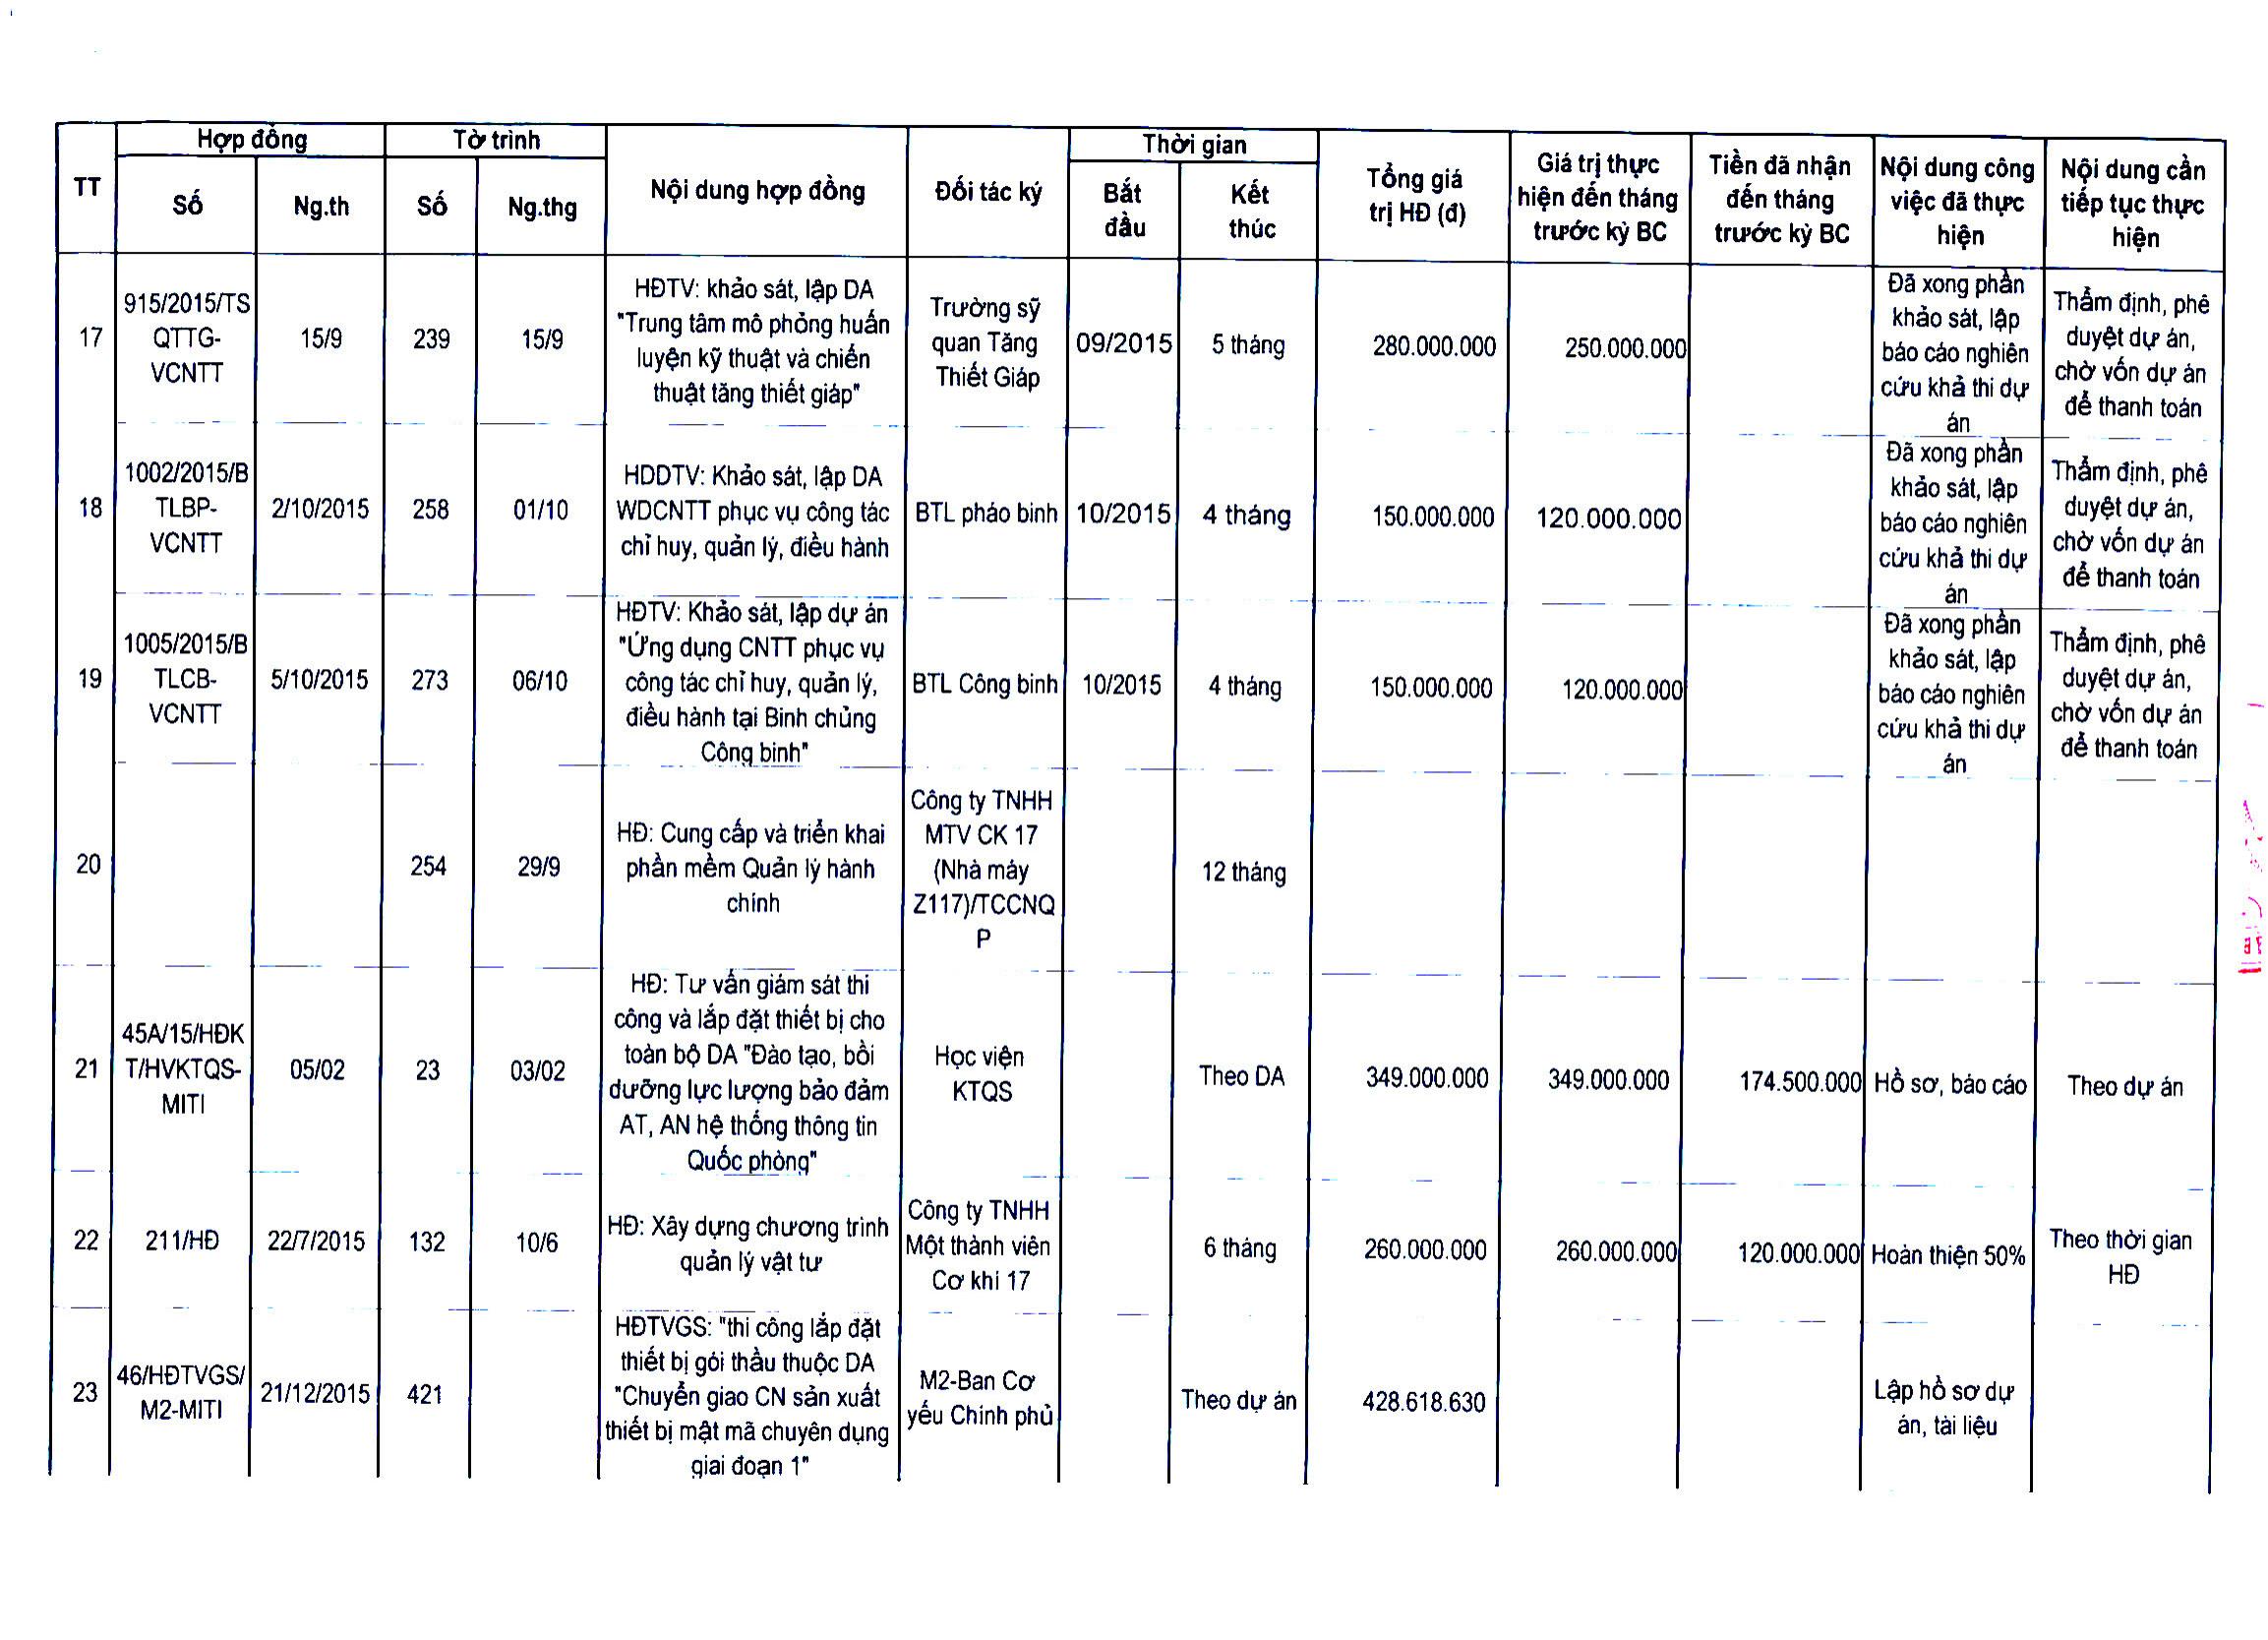 TT
Hợp đồng
Tờ trình
Nội dung hợp đồng
Đối tác ký
Thời gian
Tổng giá
trị HĐ (đ)
Giá trị thực
hiện đến tháng
trước kỳ BC
Tiền đã nhận
đến tháng
trước kỳ BC
Nội dung công
việc đã thực
hiện
Nội dung cần
tiếp tục thực
hiện
Số
Ng.th
Số
Ng.thg
Bắt
đầu
Kết
thúc
17
915/2015/TS
QTTG-
VCNTT
15/9
239
15/9
HĐTV: khảo sát, lập DA
"Trung tâm mô phỏng huấn
luyện kỹ thuật và chiến
thuật tăng thiết giáp"
Trường sỹ
quan Tăng
Thiết Giáp
09/2015
5 tháng
280.000.000
250.000.000
Đã xong phần
khảo sát, lập
báo cáo nghiên
cứu khả thi dự
án
Thẩm định, phê
duyệt dự án,
chờ vốn dự án
để thanh toán
18
1002/2015/B
TLBP-
VCNTT
2/10/2015
258
01/10
HDDTV: Khảo sát, lập DA
WDCNTT phục vụ công tác
chỉ huy, quản lý, điều hành
BTL pháo binh
10/2015
4 tháng
150.000.000
120.000.000
Đã xong phần
khảo sát, lập
báo cáo nghiên
cứu khả thi dự
án
Thẩm định, phê
duyệt dự án,
chờ vốn dự án
để thanh toán
19
1005/2015/B
TLCB-
VCNTT
5/10/2015
273
06/10
HĐTV: Khảo sát, lập dự án
"Ứng dụng CNTT phục vụ
công tác chỉ huy, quản lý,
điều hành tại Binh chủng
Công binh"
BTL Công binh
10/2015
4 tháng
150.000.000
120.000.000
Đã xong phần
khảo sát, lập
báo cáo nghiên
cứu khả thi dự
án
Thẩm định, phê
duyệt dự án,
chờ vốn dự án
để thanh toán
20
254
29/9
HĐ: Cung cấp và triển khai
phần mềm Quản lý hành
chính
Công ty TNHH
MTV CK 17
(Nhà máy
Z117)/TCCNQ
P
12 tháng
21
45A/15/HĐK
T/HVKTQS-
MITI
05/02
23
03/02
HĐ: Tư vấn giám sát thi
công và lắp đặt thiết bị cho
toàn bộ DA "Đào tạo, bồi
dưỡng lực lượng bảo đảm
AT, AN hệ thống thông tin
Quốc phòng"
Học viện
KTQS
Theo DA
349.000.000
349.000.000
174.500.000
Hồ sơ, báo cáo
Theo dự án
22
211/HĐ
22/7/2015
132
10/6
HĐ: Xây dựng chương trình
quản lý vật tư
Công ty TNHH
Một thành viên
Cơ khí 17
6 tháng
260.000.000
260.000.000
120.000.000
Hoàn thiện 50%
Theo thời gian
HĐ
23
46/HĐTVGS/
M2-MITI
21/12/2015
421
HĐTVGS: "thi công lắp đặt
thiết bị gói thầu thuộc DA
"Chuyển giao CN sản xuất
thiết bị mật mã chuyên dụng
giai đoạn 1"
M2-Ban Cơ
yếu Chính phủ
Theo dự án
428.618.630
Lập hồ sơ dự
án, tài liệu